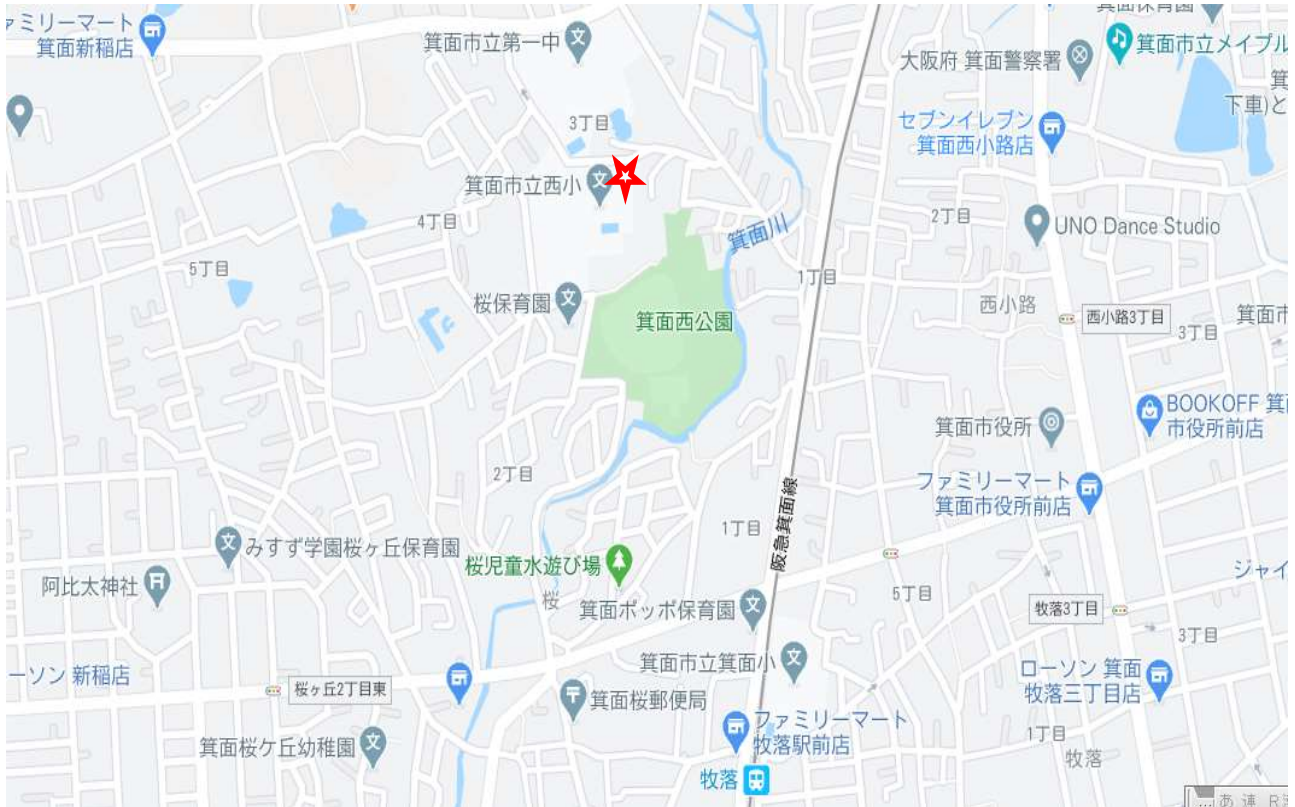 ァミリーマート
箕面新稲店
箕面市立第一中
箕面保育園
箕面市立メイプル
大阪府 箕面警察署
箕
下車)と
セブンイレブン
箕面西小路店
3丁目
箕面市立西小
4丁目
2丁目
UNO Dance Studio
箕面川
5丁目
1丁目
桜保育園
箕面西公園
西小路
西小路3丁目
箕面市
3丁目
BOOKOFF 箕面
市役所前店
箕面市役所
2丁目
ファミリーマート
箕面市役所前店
阪急箕面線
1丁目
みすず学園桜ヶ丘保育園
桜児童水遊び場
阿比太神社
桜
箕面ポッポ保育園
5丁目
ジャイ
牧落3丁目
3丁目
箕面市立箕面小
ローソン 箕面
牧落三丁目店
ーソン 新稲店
桜ヶ丘2丁目東
箕面桜郵便局
ファミリーマート
牧落駅前店
1丁目
牧落
箕面桜ケ丘幼稚園
牧落